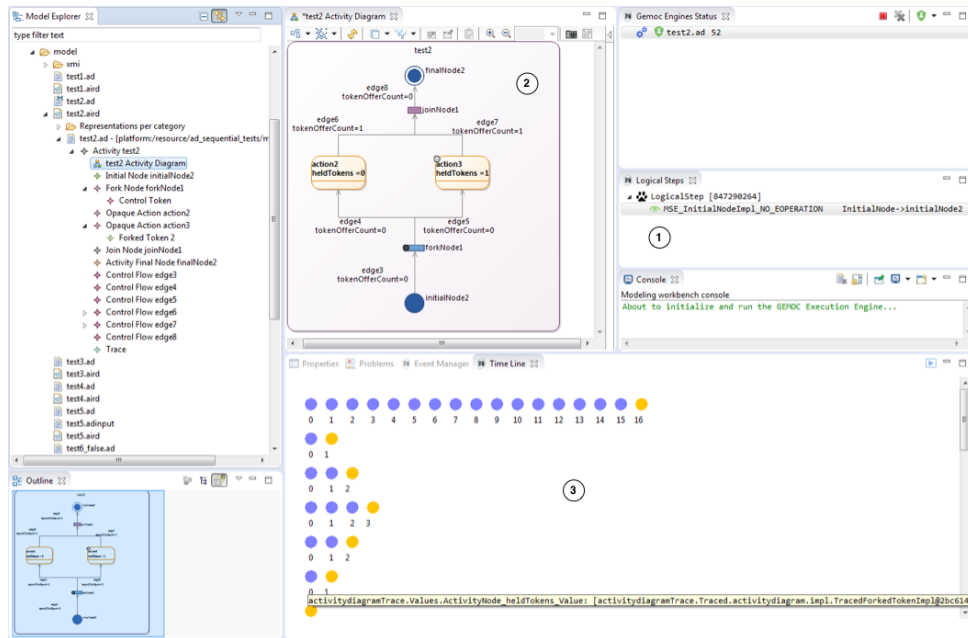 Model Explorer
type filter text
model
xmi
test1.ad
test1.aird
test2.ad
test2.aird
Representations per category
test2.ad - [platform:/resource/ad_sequential_tests/m
Activity test2
test2 Activity Diagram
Initial Node initialNode2
Fork Node forkNode1
Control Token
Opaque Action action2
Opaque Action action3
Forked Token 2
Join Node joinNode1
Activity Final Node finalNode2
Control Flow edge3
Control Flow edge4
Control Flow edge5
Control Flow edge6
Control Flow edge7
Control Flow edge8
Trace
test3.ad
test3.aird
test4.ad
test4.aird
test5.ad
test5.adinput
test5.aird
test6_false.ad
Outline
*test2 Activity Diagram
test2
finalNode2
edge8
tokenOfferCount=0
joinNode1
edge6
tokenOfferCount=1
edge7
tokenOfferCount=1
action2
heldTokens =0
action3
heldTokens =1
edge4
tokenOfferCount=0
edge5
tokenOfferCount=0
forkNode1
edge3
tokenOfferCount=0
initialNode2
2
Gemoc Engines Status
test2.ad 52
Logical Steps
LogicalStep [847290264]
MSE_InitialNodeImpl_NO_EOPERATION InitialNode->initialNode2
1
Console
Modeling workbench console
About to initialize and run the GEMOC Execution Engine...
Properties Problems Event Manager Time Line
0 1 2 3 4 5 6 7 8 9 10 11 12 13 14 15 16
0 1
0 1 2
0 1 2 3
0 1 2
0 1
3
activitydiagramTrace.Values.ActivityNode_heldTokens_Value: [activitydiagramTrace.Traced.activitydiagram.impl.TracedForkedTokenImpl@2bc614